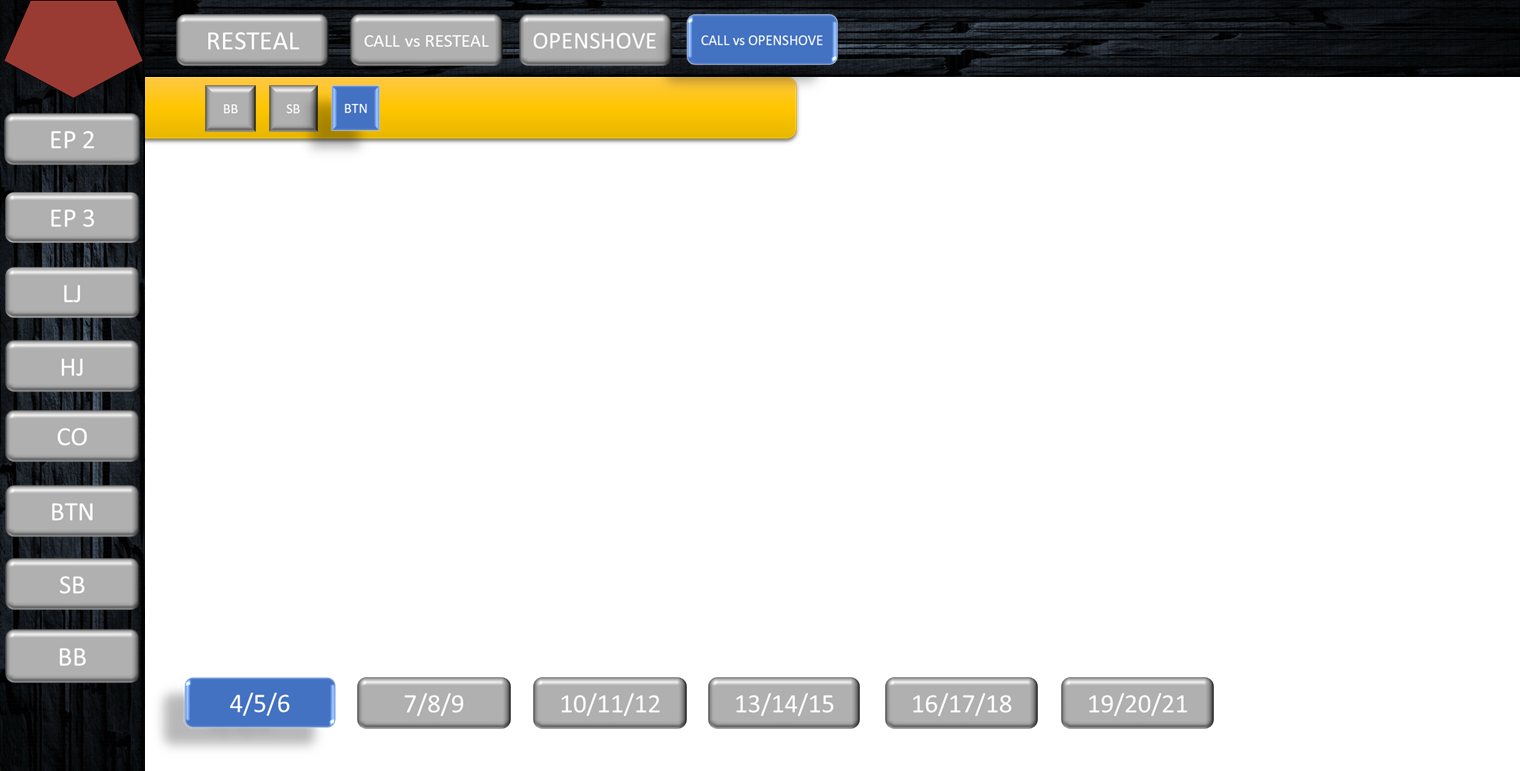 RESTEAL
CALL vs RESTEAL
OPENSHOVE
CALL vs OPENSHOVE
BB
SB
BTN
EP 2
EP 3
LJ
HJ
CO
BTN
SB
BB
4/5/6
7/8/9
10/11/12
13/14/15
16/17/18
19/20/21